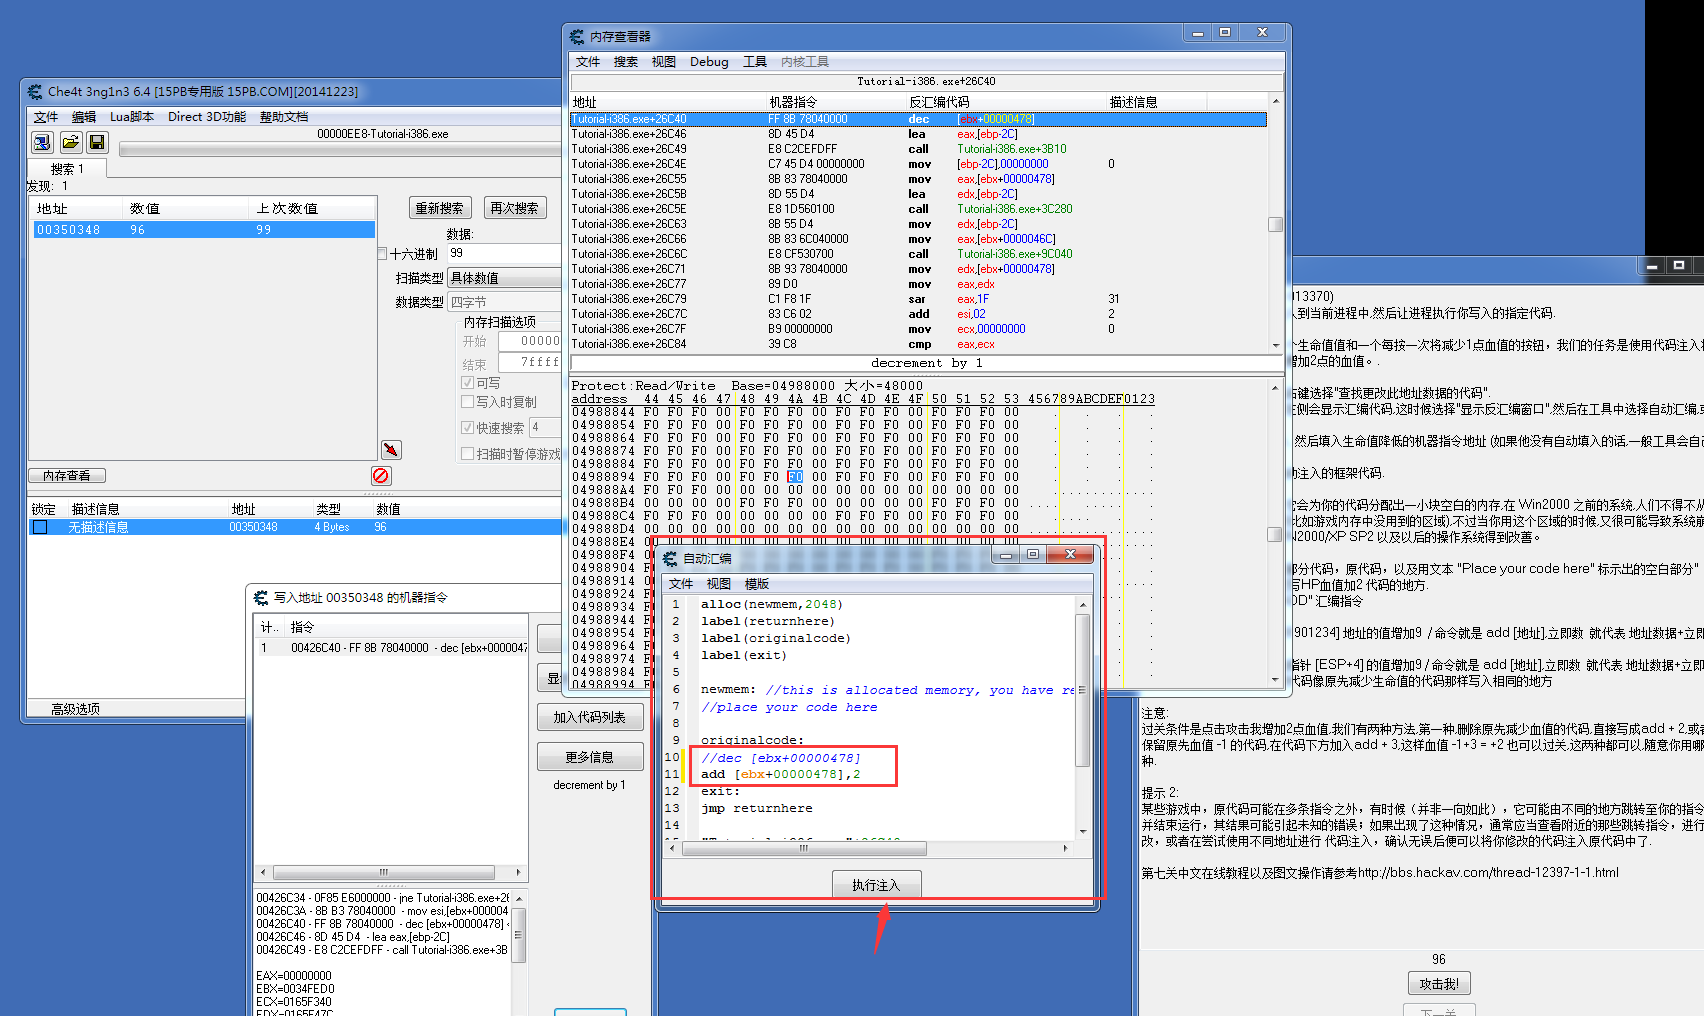 Che4t 3ng1n3 6.4 [15PB专用版 15PB.COM][20141223]
文件 编辑 Lua脚本 Direct 3D功能 帮助文档
00000EE8-Tutorial-i386.exe
搜索 1
发现: 1
地址 数值 上次数值
00350348 96 99
重新搜索 再次搜索
数据:
十六进制 99
扫描类型 具体数值
数据类型 四字节
内存扫描选项
开始 00000
结束 7ffff
可写
写入时复制
快速搜索 4
扫描时暂停游戏
内存查看
锁定 描述信息 地址 类型 数值
无描述信息 00350348 4 Bytes 96
高级选项
内存查看器
文件 搜索 视图 Debug 工具 内核工具
Tutorial-i386.exe+26C40
地址 机器指令 反汇编代码 描述信息
Tutorial-i386.exe+26C40 FF 8B 78040000 dec [ebx+00000478]
Tutorial-i386.exe+26C46 8D 45 D4 lea eax,[ebp-2C]
Tutorial-i386.exe+26C49 E8 C2CEFDFF call Tutorial-i386.exe+3B10
Tutorial-i386.exe+26C4E C7 45 D4 00000000 mov [ebp-2C],00000000 0
Tutorial-i386.exe+26C55 8B 83 78040000 mov eax,[ebx+00000478]
Tutorial-i386.exe+26C5B 8D 55 D4 lea edx,[ebp-2C]
Tutorial-i386.exe+26C5E E8 1D560100 call Tutorial-i386.exe+3C280
Tutorial-i386.exe+26C63 8B 55 D4 mov edx,[ebp-2C]
Tutorial-i386.exe+26C66 8B 83 6C040000 mov eax,[ebx+0000046C]
Tutorial-i386.exe+26C6C E8 CF530700 call Tutorial-i386.exe+9C040
Tutorial-i386.exe+26C71 8B 93 78040000 mov edx,[ebx+00000478]
Tutorial-i386.exe+26C77 89 D0 mov eax,edx
Tutorial-i386.exe+26C79 C1 F8 1F sar eax,1F 31
Tutorial-i386.exe+26C7C 83 C6 02 add esi,02 2
Tutorial-i386.exe+26C7F B9 00000000 mov ecx,00000000 0
Tutorial-i386.exe+26C84 39 C8 cmp eax,ecx
decrement by 1
Protect:Read/Write Base=04988000 大小=48000
address 44 45 46 47 48 49 4A 4B 4C 4D 4E 4F 50 51 52 53 456789ABCDEF0123
04988844 F0 F0 F0 00 F0 F0 F0 00 F0 F0 F0 00 F0 F0 F0 00
04988854 F0 F0 F0 00 F0 F0 F0 00 F0 F0 F0 00 F0 F0 F0 00
04988864 F0 F0 F0 00 F0 F0 F0 00 F0 F0 F0 00 F0 F0 F0 00
04988874 F0 F0 F0 00 F0 F0 F0 00 F0 F0 F0 00 F0 F0 F0 00
04988884 F0 F0 F0 00 F0 F0 F0 00 F0 F0 F0 00 F0 F0 F0 00
04988894 F0 F0 F0 00 F0 F0 F0 00 F0 F0 F0 00 F0 F0 F0 00
049888A4 F0 F0 F0 00 00 00 00 00 00 00 00 00 00 00 00 00
049888B4 00 00 00 00 F0 F0 F0 00 F0 F0 F0 00 F0 F0 F0 00
049888C4 F0 F0 F0 00 F0 F0 F0 00 F0 F0 F0 00 F0 F0 F0 00
049888D4 00 00 00 00 00 00 00 00 00 00 00 00 00 00 00 00
049888E4
049888F4
04988904
04988914
04988924
04988934
04988944
04988954
04988964
04988974
04988984
04988994
自动汇编
文件 视图 模版
1 alloc(newmem,2048)
2 label(returnhere)
3 label(originalcode)
4 label(exit)
5
6 newmem: //this is allocated memory, you have re
7 //place your code here
8
9 originalcode:
10 //dec [ebx+00000478]
11 add [ebx+00000478],2
12 exit:
13 jmp returnhere
14
执行注入
写入地址 00350348 的机器指令
计.. 指令
1 00426C40 - FF 8B 78040000 - dec [ebx+0000047
显
加入代码列表
更多信息
decrement by 1
00426C34 - 0F85 E6000000 - jne Tutorial-i386.exe+2
00426C3A - 8B B3 78040000 - mov esi,[ebx+000004
00426C40 - FF 8B 78040000 - dec [ebx+00000478]
00426C46 - 8D 45 D4 - lea eax,[ebp-2C]
00426C49 - E8 C2CEFDFF - call Tutorial-i386.exe+3B
EAX=00000000
EBX=0034FED0
ECX=0165F340
EDX=0165F47C
013370)
到当前进程中.然后让进程执行你写入的指定代码.
个生命值值和一个每按一次将减少1点血值的按钮，我们的任务是使用代码注入
加2点的血值。.
右键选择"查找更改此地址数据的代码".
侧会显示汇编代码.这时候选择"显示反汇编窗口".然后在工具中选择自动汇编.
然后填入生命值降低的机器指令地址 (如果他没有自动填入的话.一般工具会自
注入的框架代码.
会为你的代码分配出一小块空白的内存.在 Win2000 之前的系统.人们不得不
比如游戏内存中没用到的区域).不过当你用这个区域的时候.又很可能导致系统
2000/XP SP2 以及以后的操作系统得到改善。
部分代码，原代码，以及用文本 "Place your code here" 标示出的空白部分"
写HP血值加2 代码的地方.
DD" 汇编指令
901234] 地址的值增加9 / 命令就是 add [地址].立即数 就代表 地址数据+立
指针 [ESP+4] 的值增加9 / 命令就是 add [地址].立即数 就代表 地址数据+立
代码像原先减少生命值的代码那样写入相同的地方
注意:
过关条件是点击攻击我增加2点血值.我们有两种方法.第一种.删除原先减少血值的代码.直接写成add + 2.或
保留原先血值 -1 的代码.在代码下方加入add + 3.这样血值 -1+3 = +2 也可以过关.这两种都可以.随意你用哪
种.
提示 2:
某些游戏中，原代码可能在多条指令之外，有时候（并非一向如此），它可能由不同的地方跳转至你的指令
并结束运行，其结果可能引起未知的错误；如果出现了这种情况，通常应当查看附近的那些跳转指令，进行
改，或者在尝试使用不同地址进行 代码注入，确认无误后便可以将你修改的代码注入原代码中了.
第七关中文在线教程以及图文操作请参考http://bbs.hackav.com/thread-12397-1-1.html
96
攻击我!
下一关